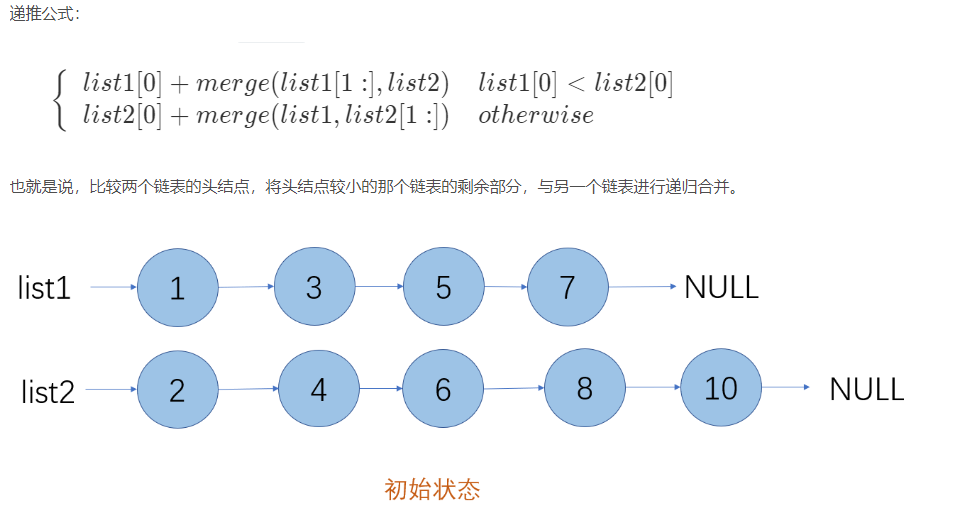 递推公式：
list1[0] + merge(list1[1 :], list2) list1[0] < list2[0]
list2[0] + merge(list1, list2[1 :]) otherwise
也就是说，比较两个链表的头结点，将头结点较小的那个链表的剩余部分，与另一个链表进行递归合并。
list1 1 3 5 7 NULL
list2 2 4 6 8 10 NULL
初始状态